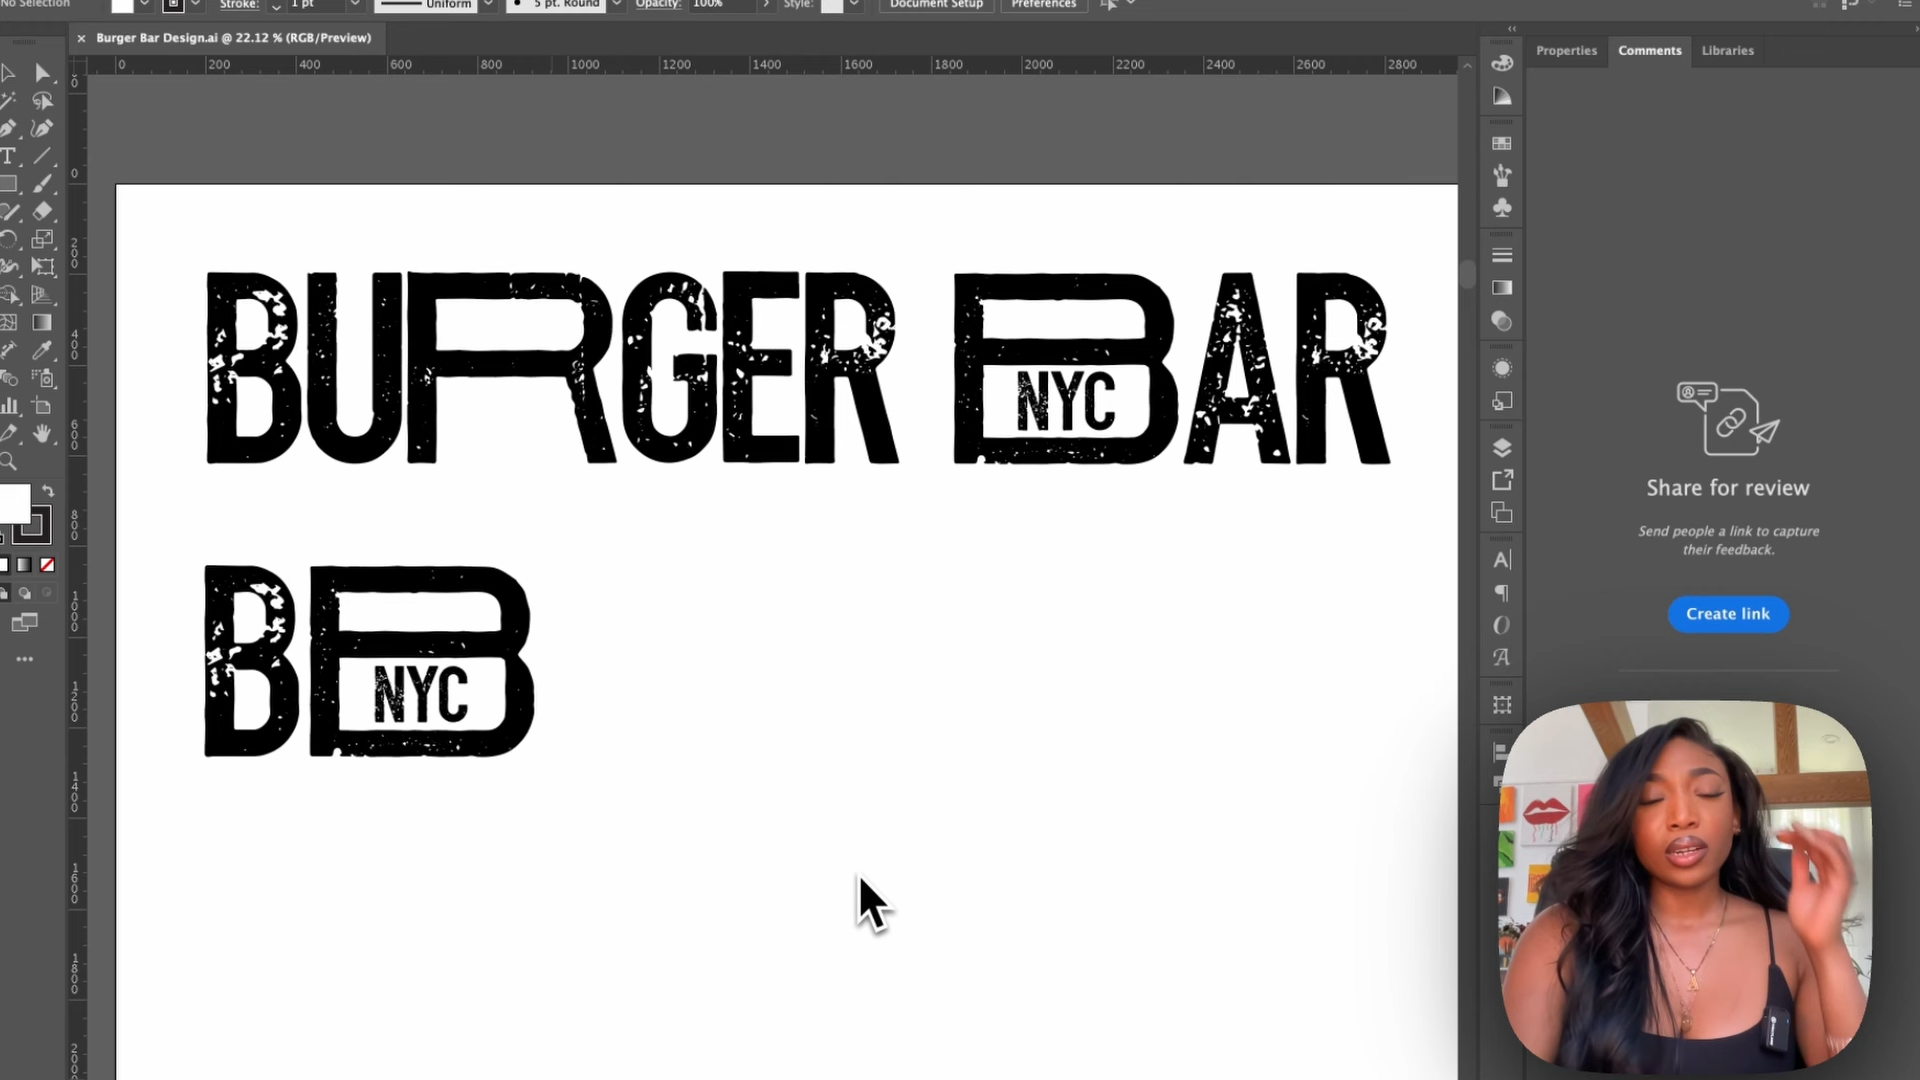 No Selection
Stroke:
1 pt
Uniform
5 pt. Round
Opacity:
100%
Style:
Document Setup
Preferences
Burger Bar Design.ai @ 22.12 % (RGB/Preview)
Properties
Comments
Libraries
0 200 400 600 800 1000 1200 1400 1600 1800 2000 2200 2400 2600 2800
0
200
400
600
800
1000
1200
1400
1600
1800
BURGER BAR
NYC
BB
NYC
Share for review
Send people a link to capture
their feedback.
Create link